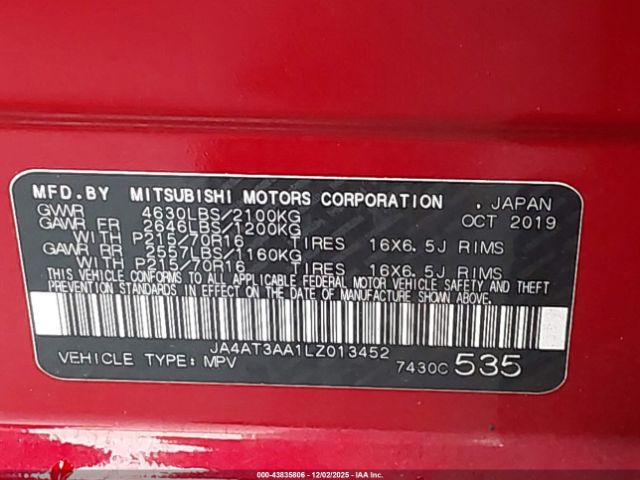 MFD.BY MITSUBISHI MOTORS CORPORATION , JAPAN
GVWR 4630LBS/2100KG OCT 2019
GAWR FR 2646LBS/1200KG
WITH P215/70R16 TIRES 16X6.5J RIMS
GAWR RR 2557LBS/1160KG
WITH P215/70R16 TIRES 16X6.5J RIMS
THIS VEHICLE CONFORMS TO ALL APPLICABLE FEDERAL MOTOR VEHICLE SAFETY AND THEFT
PREVENTION STANDARDS IN EFFECT ON THE DATE OF MANUFACTURE SHOWN ABOVE.
JA4AT3AA1LZ013452
VEHICLE TYPE: MPV 7430C 535
© IAA - 43835806 - 12/02/2025 - IAA Inc.